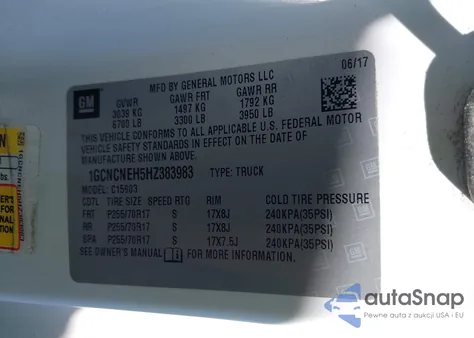 MFD BY GENERAL MOTORS LLC
06/17
GM
GVWR GAWR FRT GAWR RR
3039 KG 1497 KG 1792 KG
6700 LB 3300 LB 3950 LB
THIS VEHICLE CONFORMS TO ALL APPLICABLE U.S. FEDERAL MOTOR
VEHICLE SAFETY STANDARDS IN EFFECT ON THE DATE OF
MANUFACTURE SHOWN ABOVE.
1GCNCNEH5HZ383983 TYPE: TRUCK
MODEL: C15903
CD7L TIRE SIZE SPEED RTG RIM COLD TIRE PRESSURE
FRT P255/70R17 S 17X8J 240KPA(35PSI)
RR P255/70R17 S 17X8J 240KPA(35PSI)
SPA P255/70R17 S 17X7.5J 240KPA(35PSI)
SEE OWNER'S MANUAL FOR MORE INFORMATION.
autaSnap
Pewne auta z aukcji USA i EU